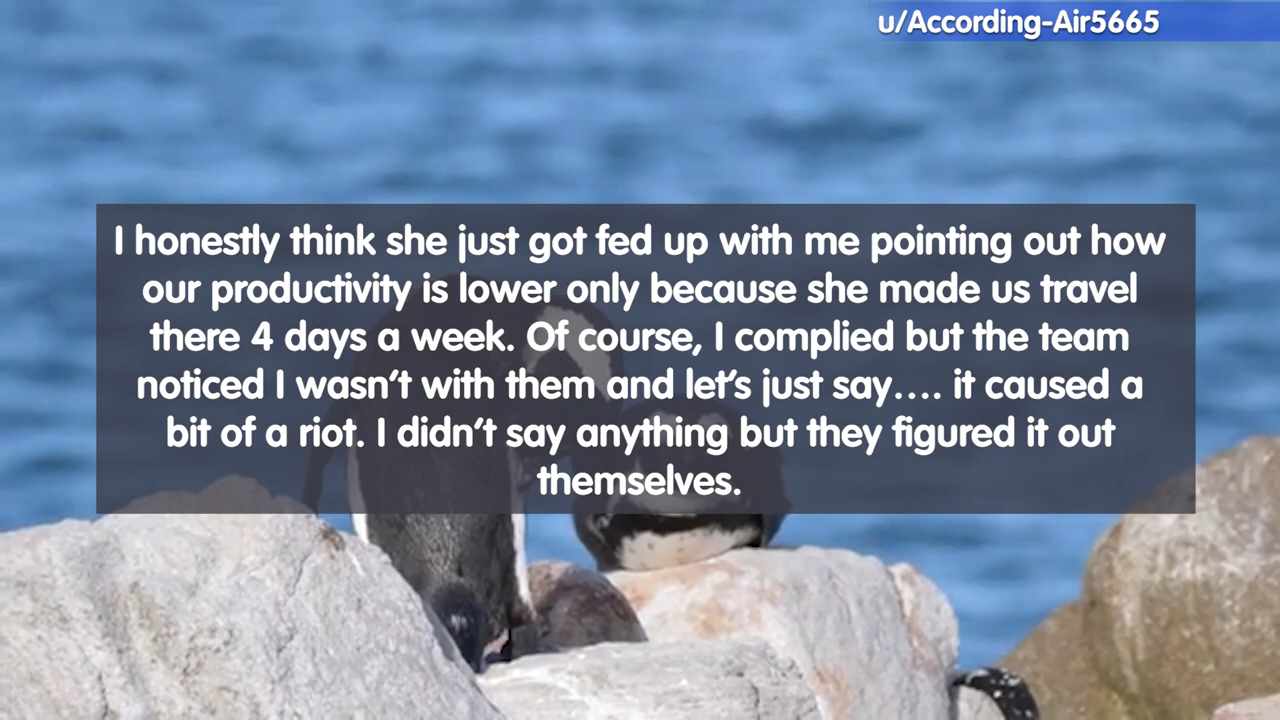 u/According-Air5665
I honestly think she just got fed up with me pointing out how
our productivity is lower only because she made us travel
there 4 days a week. Of course, I complied but the team
noticed I wasn't with them and let's just say.... it caused a
bit of a riot. I didn't say anything but they figured it out
themselves.